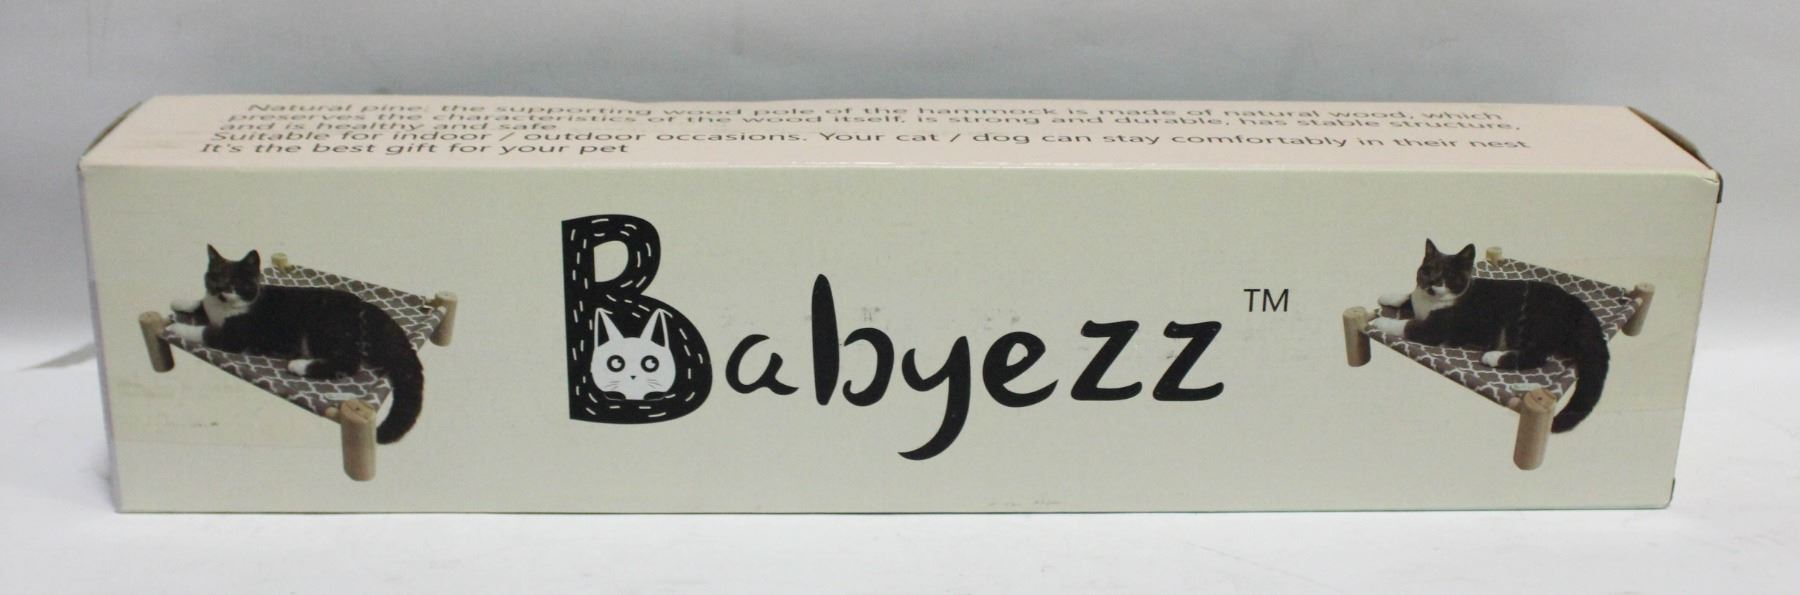 Natural pine: the supporting wood pole of the hammock is made of natural wood, which
preserves the characteristics of the wood itself, is strong and durable, has stable structure,
and is healthy and safe
Suitable for indoor / outdoor occasions. Your cat / dog can stay comfortably in their nest
It's the best gift for your pet
Babyezz TM